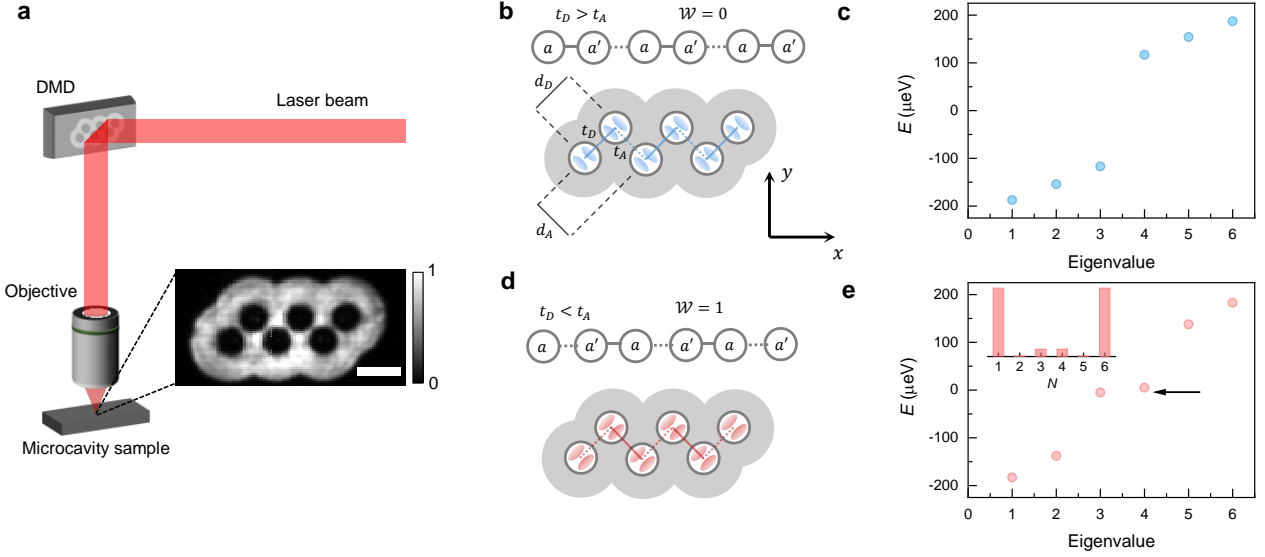 a
DMD
Laser beam
Objective
Microcavity sample
1
0
b
t_D > t_A
𝒲 = 0
a a′ a a′ a a′
d_D
t_D
t_A
d_A
y
x
c
200
100
0
-100
-200
E (μeV)
0 1 2 3 4 5 6
Eigenvalue
d
t_D < t_A
𝒲 = 1
a a′ a a′ a a′
e
200
100
0
-100
-200
E (μeV)
1 2 3 4 5 6
N
0 1 2 3 4 5 6
Eigenvalue